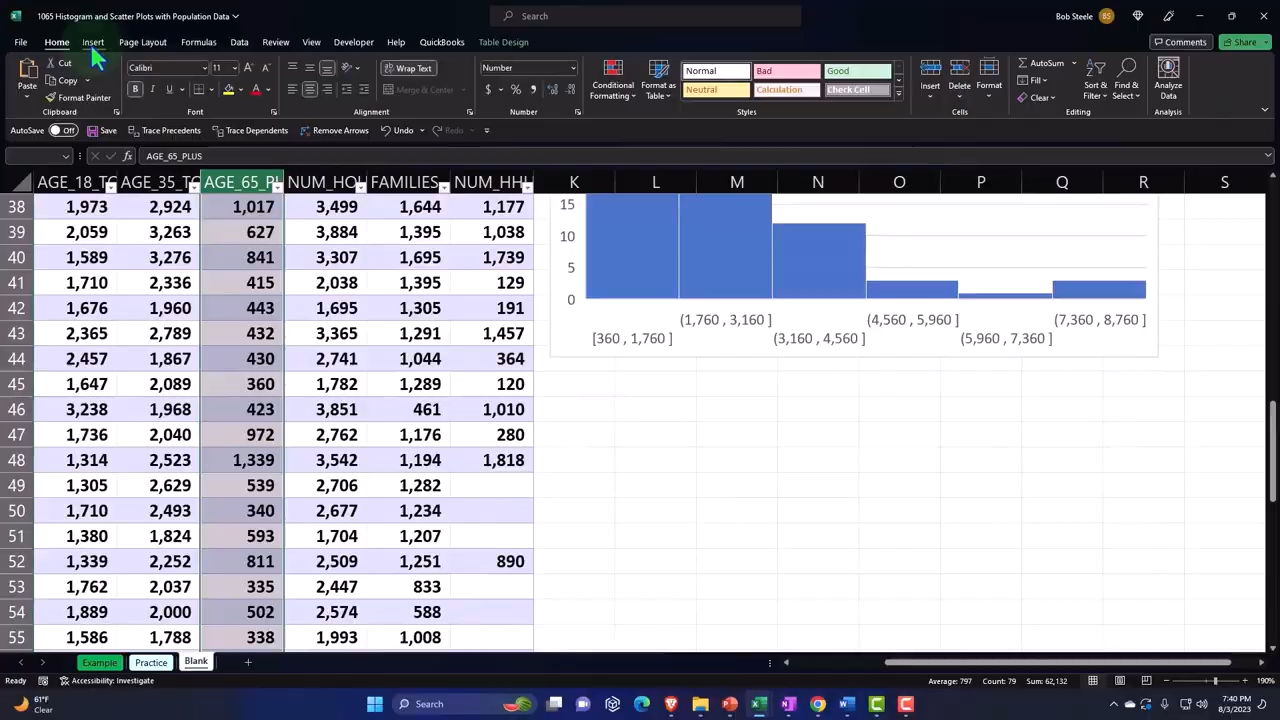 1065 Histogram and Scatter Plots with Population Data
Search
Bob Steele
BS
File Home Insert Page Layout Formulas Data Review View Developer Help QuickBooks Table Design
Comments
Share
Paste
Cut
Copy
Format Painter
Clipboard
Calibri
11
Font
Wrap Text
Merge & Center
Alignment
Number
Number
Conditional Formatting
Format as Table
Normal Bad Good
Neutral Calculation Check Cell
Styles
Insert Delete Format
Cells
AutoSum
Fill
Clear
Sort & Filter
Find & Select
Editing
Analyze Data
Analysis
AutoSave Off Save Trace Precedents Trace Dependents Remove Arrows Undo Redo
fx AGE_65_PLUS
AGE_18_TO AGE_35_TO AGE_65_PL NUM_HOU FAMILIES NUM_HHL K L M N O P Q R S
38 1,973 2,924 1,017 3,499 1,644 1,177
39 2,059 3,263 627 3,884 1,395 1,038
40 1,589 3,276 841 3,307 1,695 1,739
41 1,710 2,336 415 2,038 1,395 129
42 1,676 1,960 443 1,695 1,305 191
43 2,365 2,789 432 3,365 1,291 1,457
44 2,457 1,867 430 2,741 1,044 364
45 1,647 2,089 360 1,782 1,289 120
46 3,238 1,968 423 3,851 461 1,010
47 1,736 2,040 972 2,762 1,176 280
48 1,314 2,523 1,339 3,542 1,194 1,818
49 1,305 2,629 539 2,706 1,282
50 1,710 2,493 340 2,677 1,234
51 1,380 1,824 593 1,704 1,207
52 1,339 2,252 811 2,509 1,251 890
53 1,762 2,037 335 2,447 833
54 1,889 2,000 502 2,574 588
55 1,586 1,788 338 1,993 1,008
15
10
5
0
(1,760 , 3,160 ] (4,560 , 5,960 ] (7,360 , 8,760 ]
[360 , 1,760 ] (3,160 , 4,560 ] (5,960 , 7,360 ]
Example Practice Blank
Ready Accessibility: Investigate Average: 797 Count: 79 Sum: 62,132 190%
61°F
Clear
Search
7:40 PM
8/3/2023